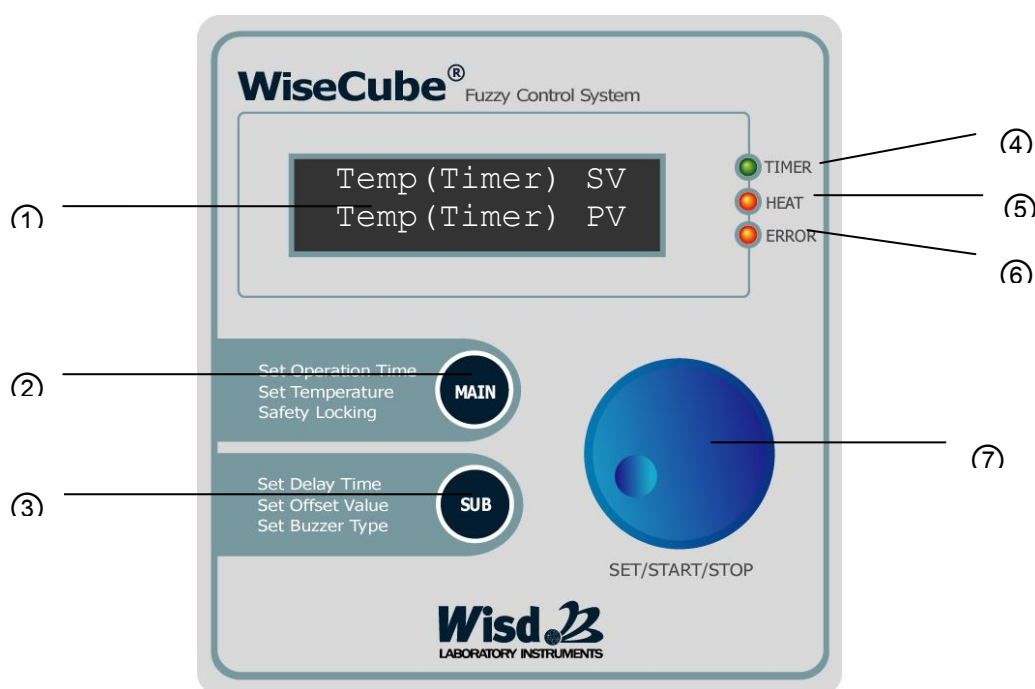 WiseCube® Fuzzy Control System
Temp(Timer) SV
Temp(Timer) PV
TIMER
HEAT
ERROR
①
④
⑤
⑥
Set Operation Time
Set Temperature
Safety Locking
MAIN
②
Set Delay Time
Set Offset Value
Set Buzzer Type
SUB
③
⑦
SET/START/STOP
Wisd
LABORATORY INSTRUMENTS